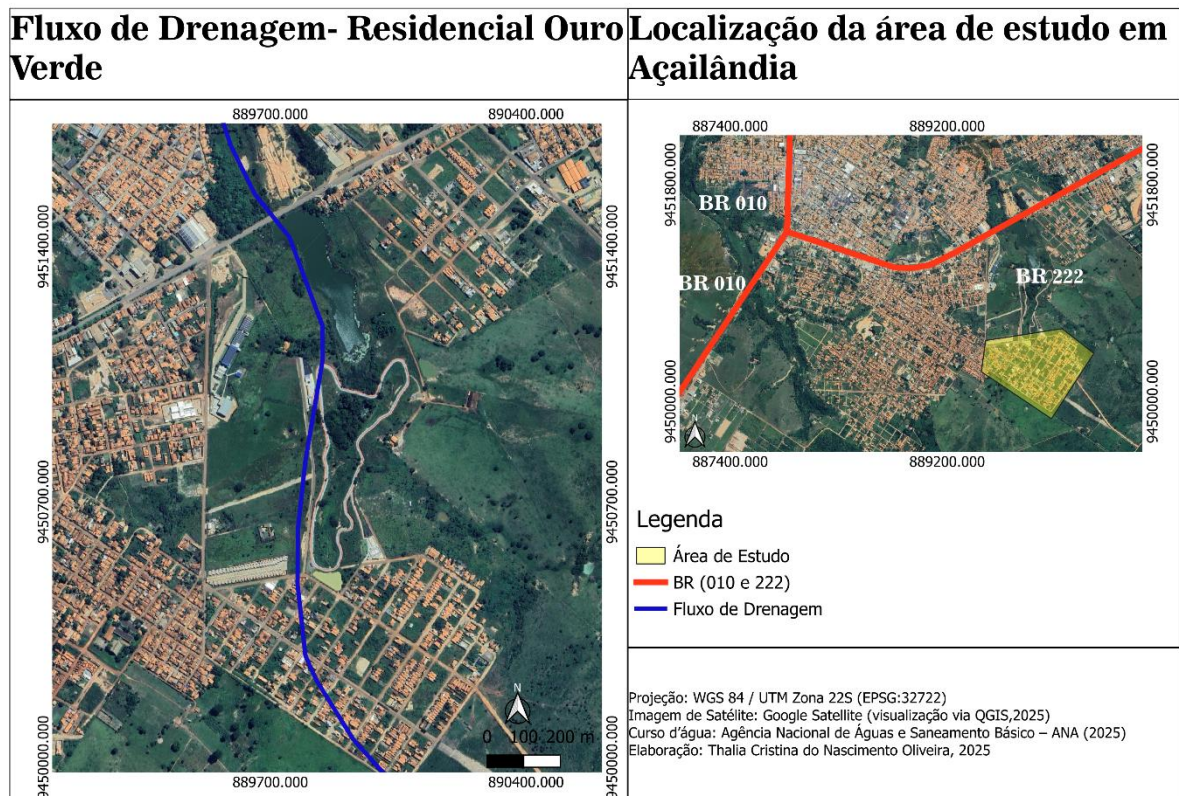 Fluxo de Drenagem- Residencial Ouro
Verde
889700.000
890400.000
9451400.000
9451400.000
9450700.000
9450700.000
9450000.000
9450000.000
N
0 100 200 m
889700.000
890400.000
Localização da área de estudo em
Açailândia
887400.000
889200.000
9451800.000
9451800.000
BR 010
BR 010
BR 222
9450000.000
9450000.000
N
887400.000
889200.000
Legenda
Área de Estudo
BR (010 e 222)
Fluxo de Drenagem
Projeção: WGS 84 / UTM Zona 22S (EPSG:32722)
Imagem de Satélite: Google Satellite (visualização via QGIS,2025)
Curso d'água: Agência Nacional de Águas e Saneamento Básico – ANA (2025)
Elaboração: Thalia Cristina do Nascimento Oliveira, 2025